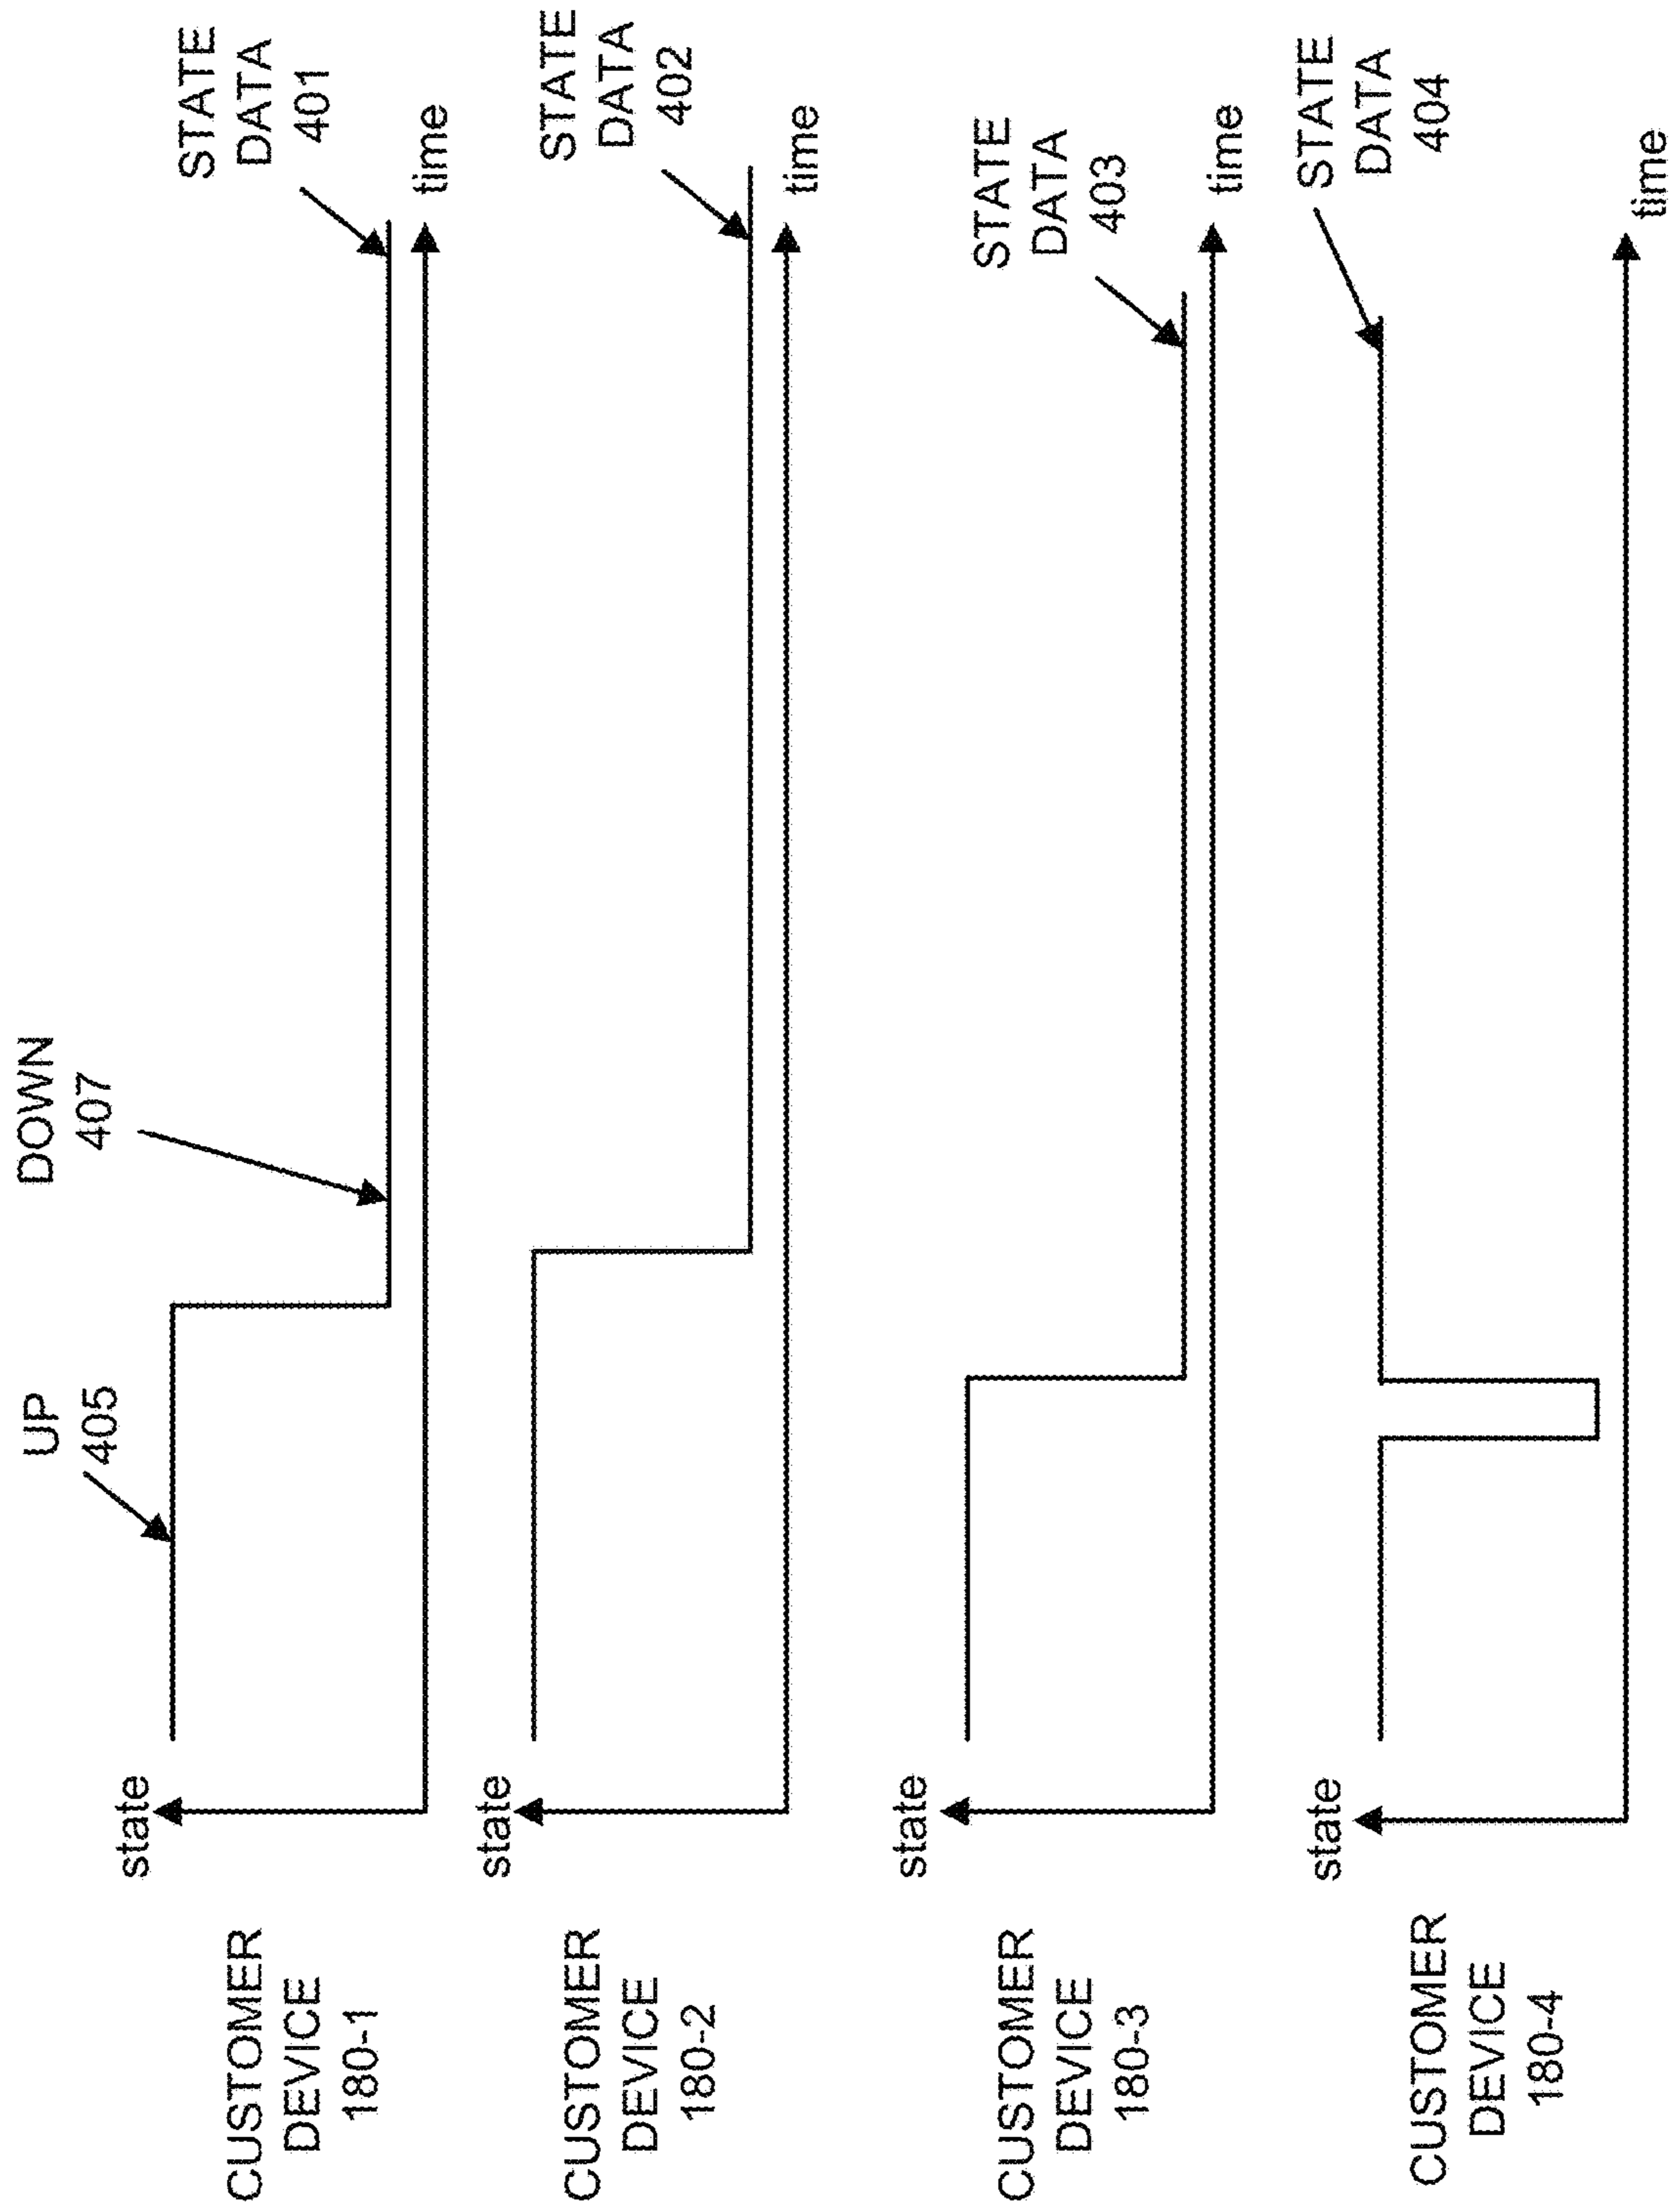 UP
405
DOWN
407
CUSTOMER
DEVICE
180-1
state
time
STATE
DATA
401
CUSTOMER
DEVICE
180-2
state
time
STATE
DATA
402
CUSTOMER
DEVICE
180-3
state
time
STATE
DATA
403
CUSTOMER
DEVICE
180-4
state
time
STATE
DATA
404